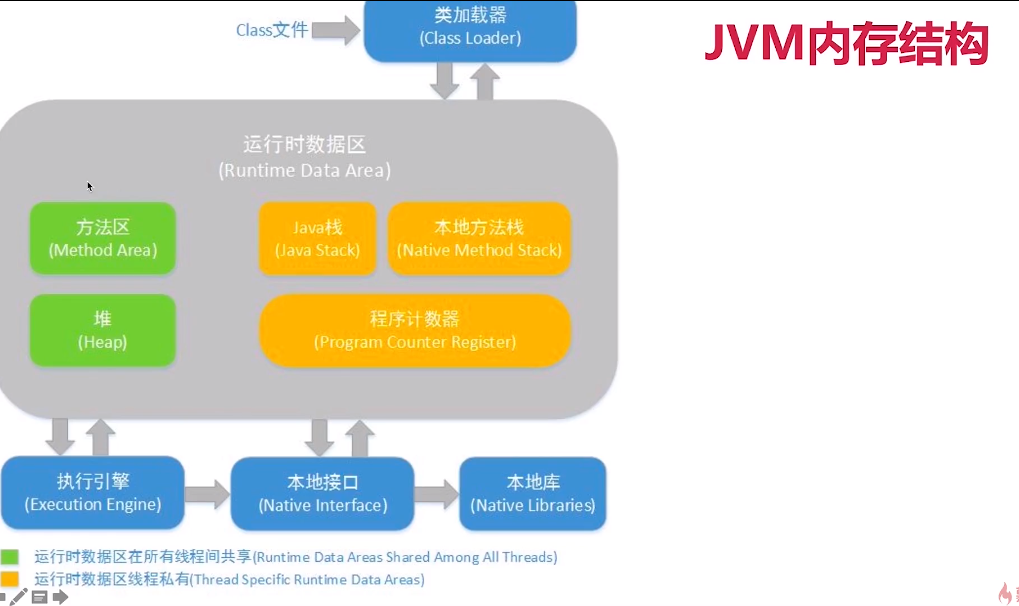 JVM内存结构
Class文件
类加载器
(Class Loader)
运行时数据区
(Runtime Data Area)
方法区
(Method Area)
Java栈
(Java Stack)
本地方法栈
(Native Method Stack)
堆
(Heap)
程序计数器
(Program Counter Register)
执行引擎
(Execution Engine)
本地接口
(Native Interface)
本地库
(Native Libraries)
运行时数据区在所有线程间共享(Runtime Data Areas Shared Among All Threads)
运行时数据区线程私有(Thread Specific Runtime Data Areas)